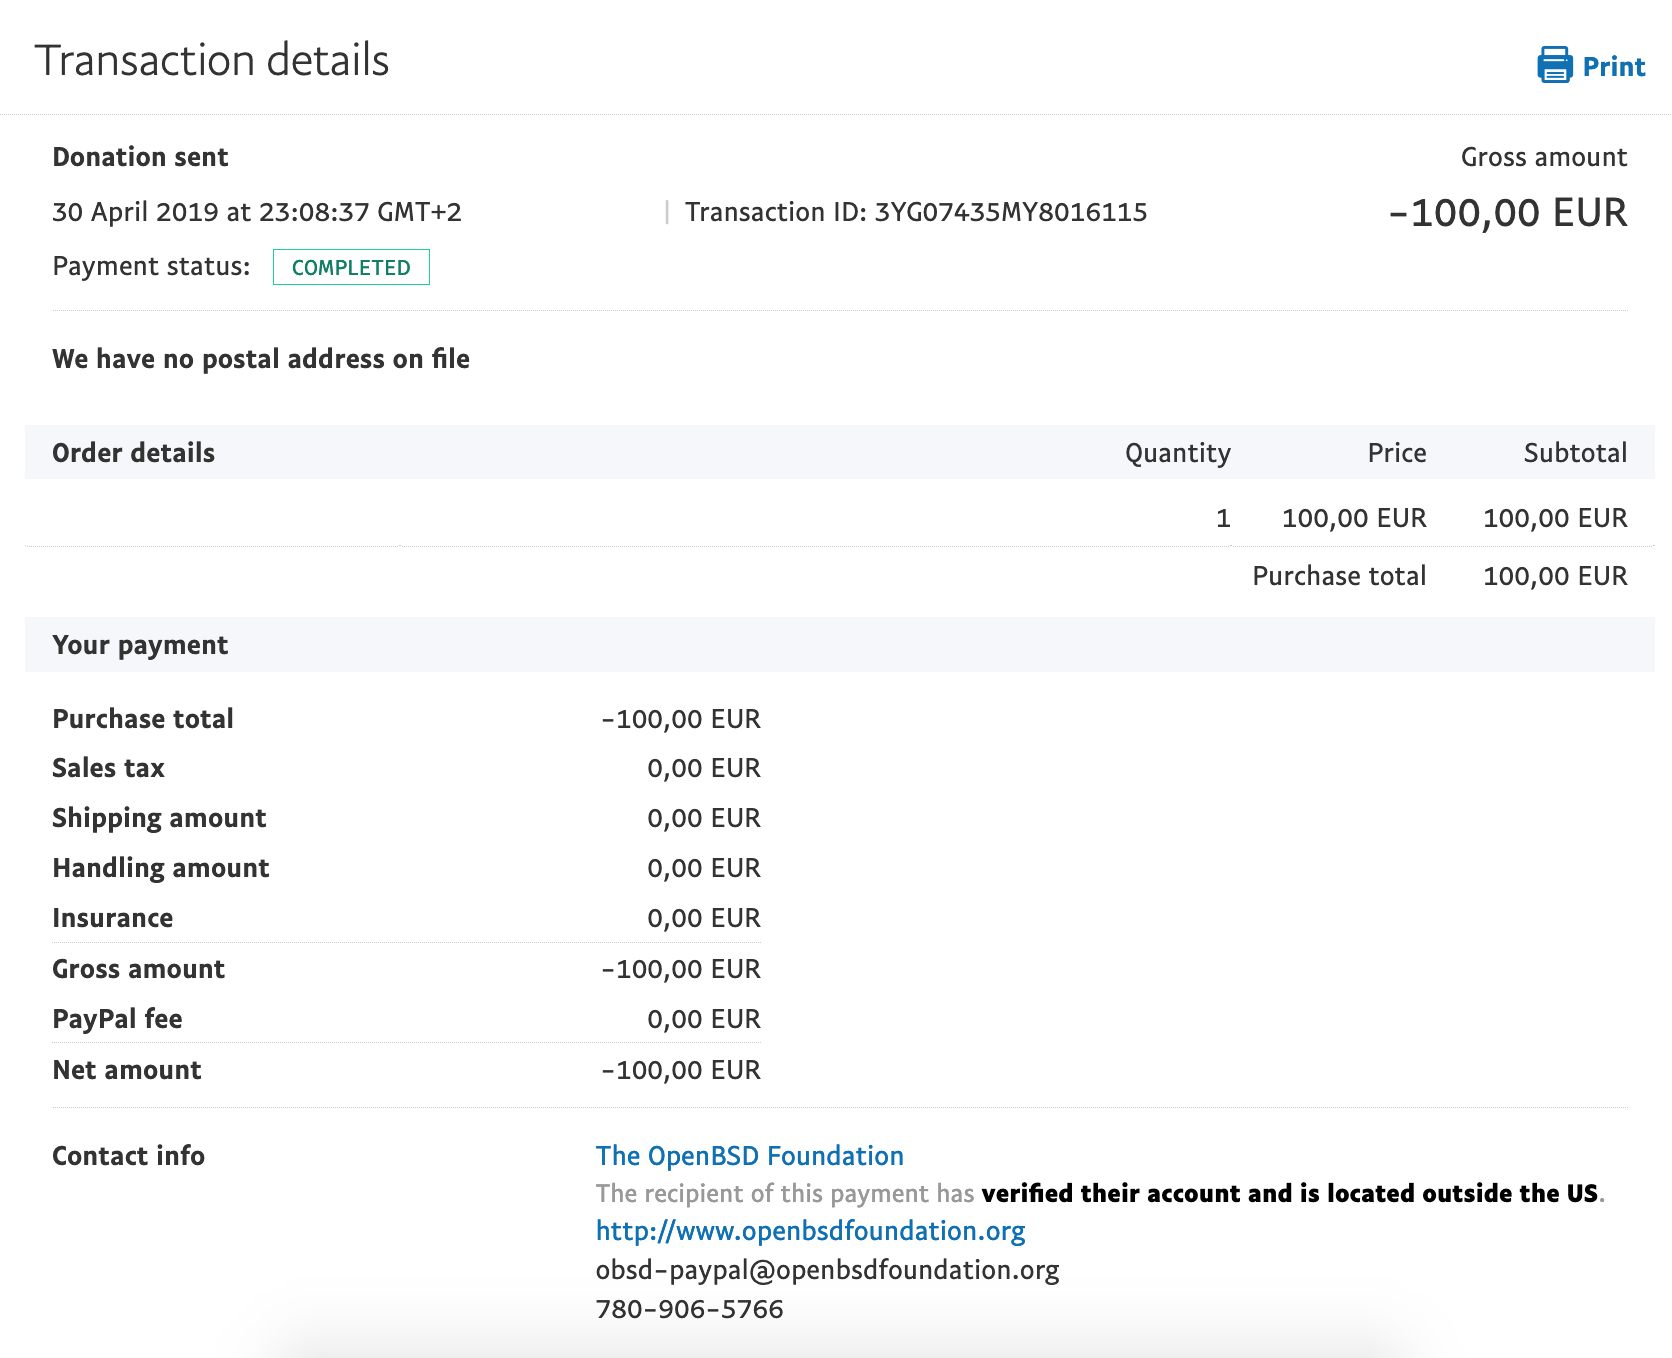 Transaction details
Print
Donation sent
Gross amount
30 April 2019 at 23:08:37 GMT+2 | Transaction ID: 3YG07435MY8016115
-100,00 EUR
Payment status: COMPLETED
We have no postal address on file
Order details Quantity Price Subtotal
1 100,00 EUR 100,00 EUR
Purchase total 100,00 EUR
Your payment
Purchase total -100,00 EUR
Sales tax 0,00 EUR
Shipping amount 0,00 EUR
Handling amount 0,00 EUR
Insurance 0,00 EUR
Gross amount -100,00 EUR
PayPal fee 0,00 EUR
Net amount -100,00 EUR
Contact info The OpenBSD Foundation
The recipient of this payment has verified their account and is located outside the US.
http://www.openbsdfoundation.org
obsd-paypal@openbsdfoundation.org
780-906-5766